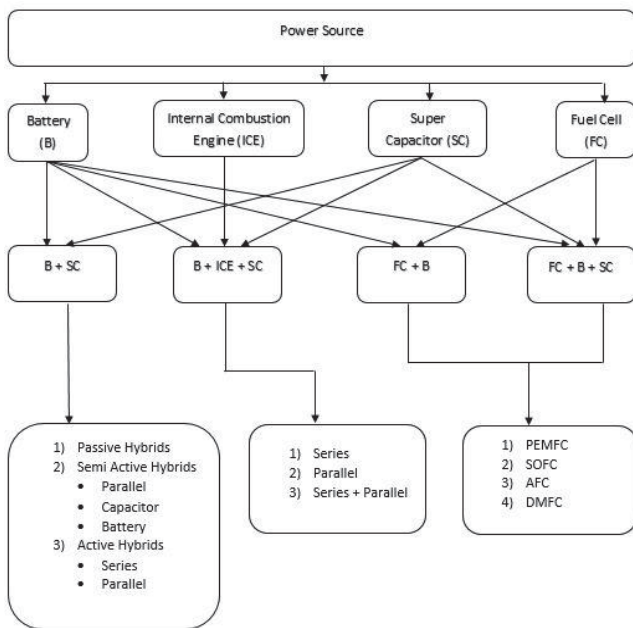 Power Source
Battery
(B)
Internal Combustion
Engine (ICE)
Super
Capacitor (SC)
Fuel Cell
(FC)
B + SC
B + ICE + SC
FC + B
FC + B + SC
1) Passive Hybrids
2) Semi Active Hybrids
• Parallel
• Capacitor
• Battery
3) Active Hybrids
• Series
• Parallel
1) Series
2) Parallel
3) Series + Parallel
1) PEMFC
2) SOFC
3) AFC
4) DMFC